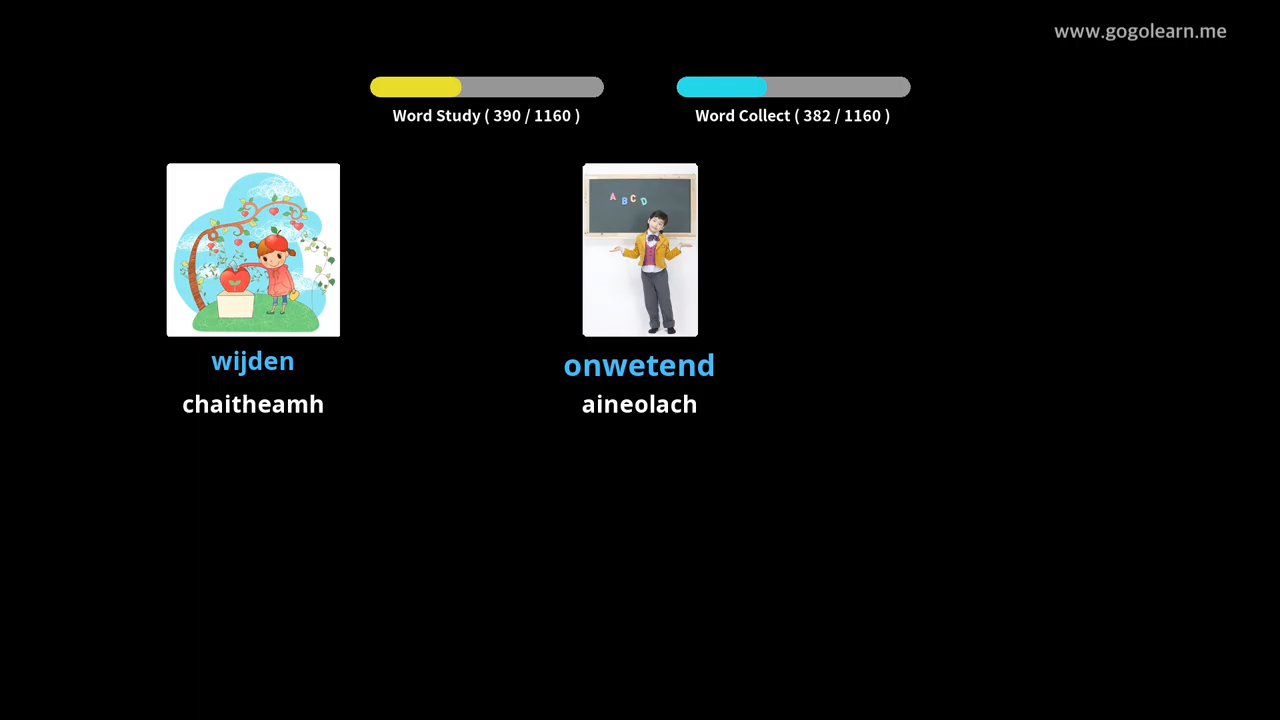 www.gogolearn.me
Word Study ( 390 / 1160 )
Word Collect ( 382 / 1160 )
A B C D
wijden
onwetend
chaitheamh
aineolach